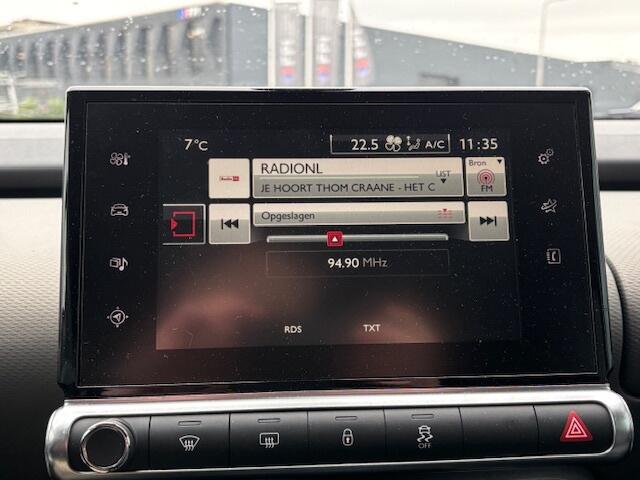 7°C 22.5 A/C 11:35
RADIONL LIST Bron
JE HOORT THOM CRAANE - HET C FM
Opgeslagen
94.90 MHz
RDS TXT
OFF